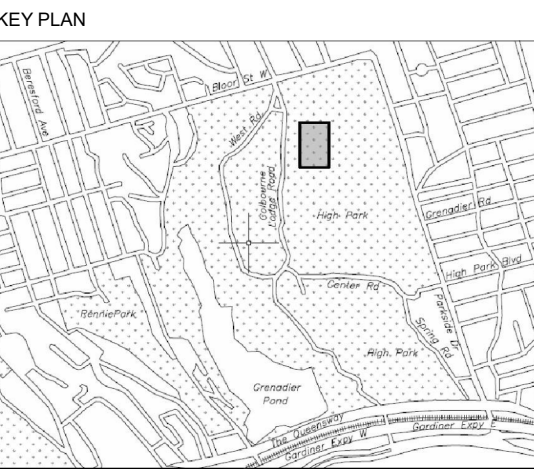 KEY PLAN
Beresford Ave
Bloor St W
West Rd
Colbourne
Lodge Road
High Park
Grenadier Rd
High Park Blvd
Center Rd
Parkside Dr
Spring Rd
RenniePark
High Park
Grenadier
Pond
The Queensway
Gardiner Expy W
Gardiner Expy E